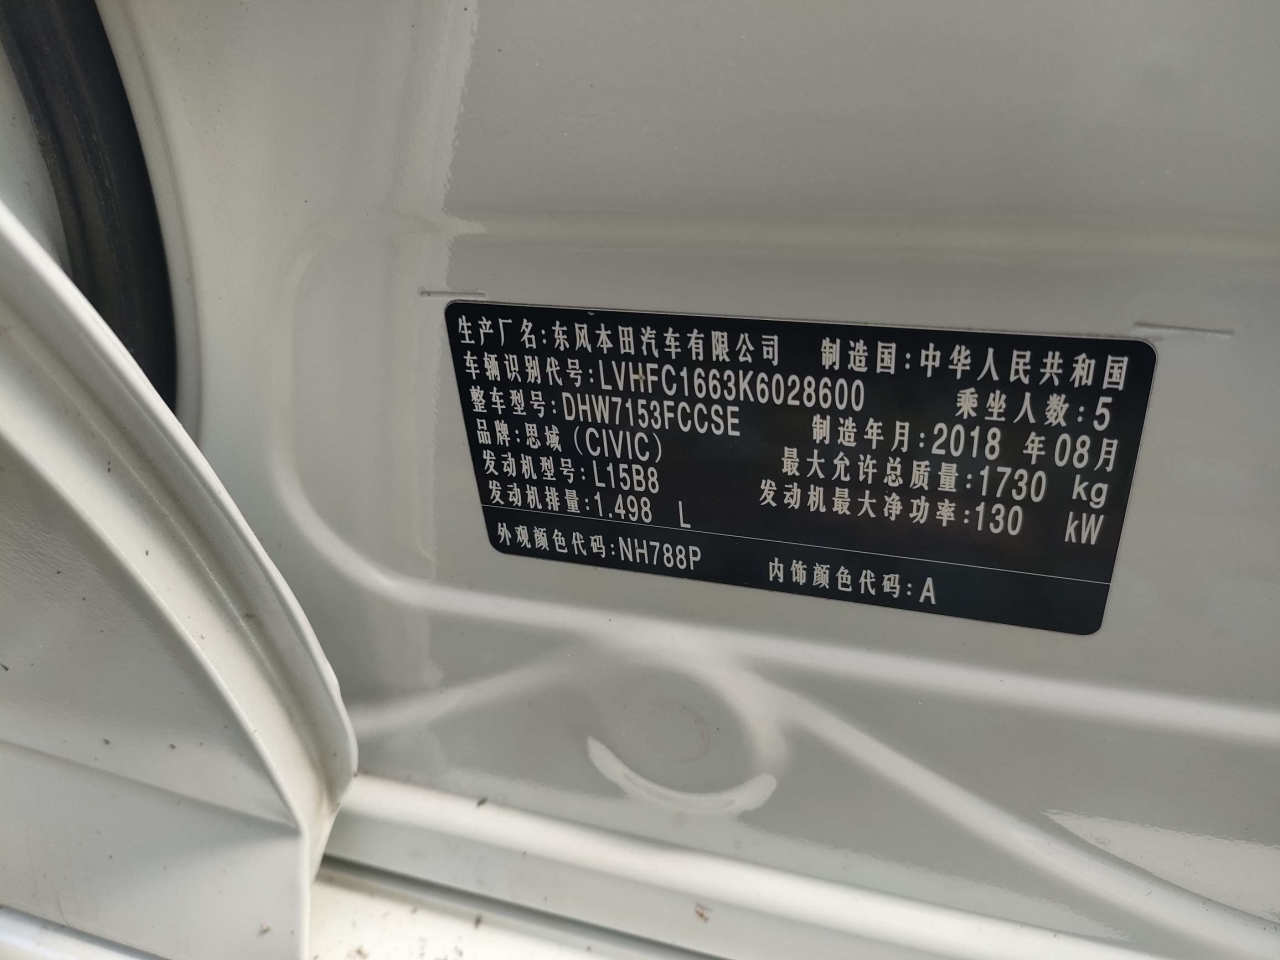 生产厂名:东风本田汽车有限公司 制造国:中华人民共和国
车辆识别代号:LVHFC1663K6028600 乘坐人数:5
整车型号:DHW7153FCCSE 制造年月:2018 年08月
品牌:思域(CIVIC) 最大允许总质量:1730 kg
发动机型号:L15B8 发动机最大净功率:130 kW
发动机排量:1.498 L
外观颜色代码:NH788P 内饰颜色代码:A